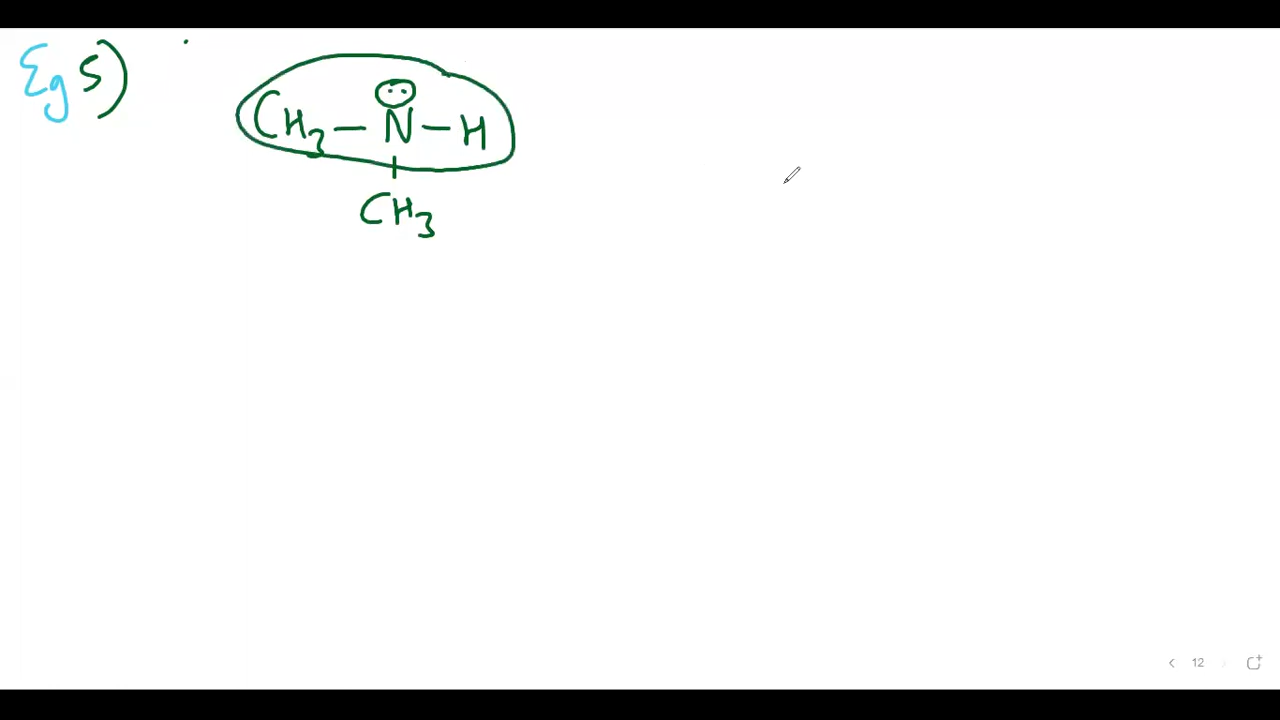 Eg 5)
CH3 — N̈ — H
|
CH3
12